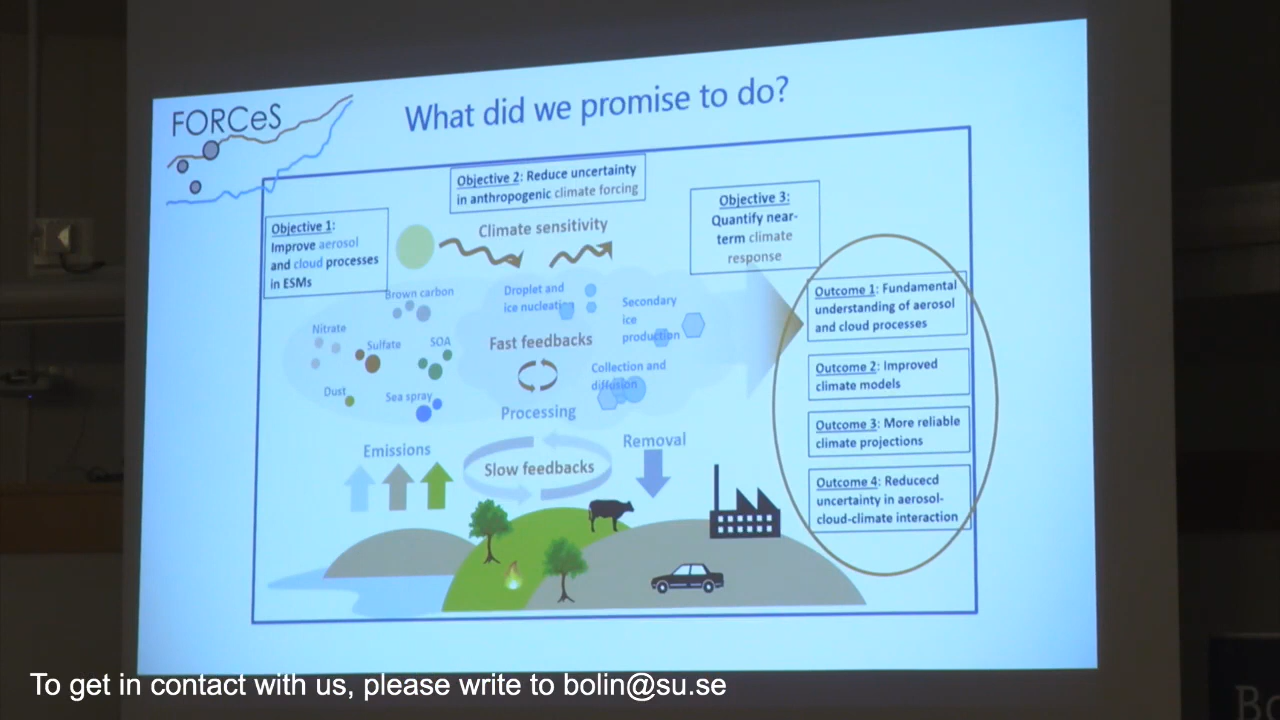 FORCeS
What did we promise to do?
Objective 2: Reduce uncertainty
in anthropogenic climate forcing
Objective 3:
Quantify near-
term climate
response
Objective 1:
Improve aerosol
and cloud processes
in ESMs
Climate sensitivity
Brown carbon
Droplet and
ice nucleation
Secondary
ice
production
Nitrate
Sulfate
SOA
Fast feedbacks
Collection and
diffusion
Dust
Sea spray
Processing
Emissions
Removal
Slow feedbacks
Outcome 1: Fundamental
understanding of aerosol
and cloud processes
Outcome 2: Improved
climate models
Outcome 3: More reliable
climate projections
Outcome 4: Reducecd
uncertainty in aerosol-
cloud-climate interaction
To get in contact with us, please write to bolin@su.se